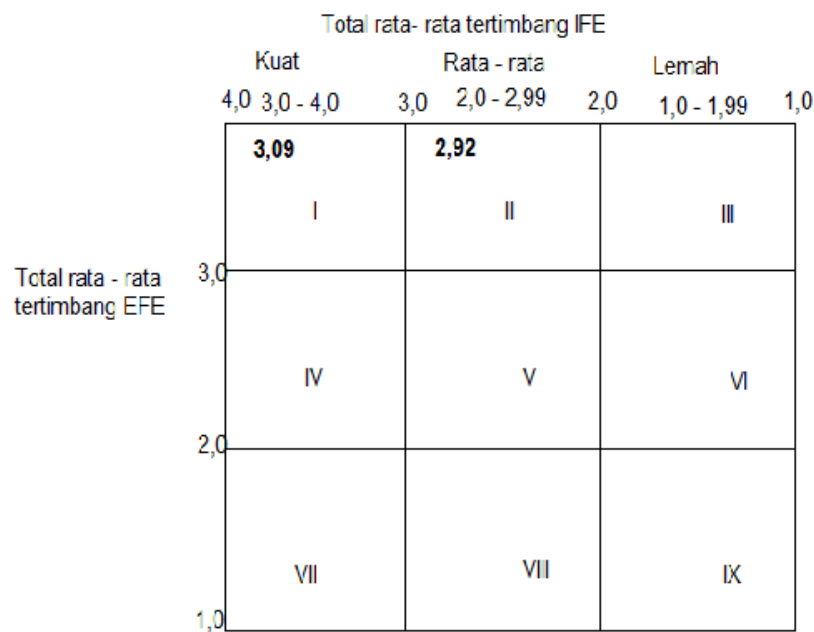 Total rata- rata tertimbang IFE
Kuat Rata - rata Lemah
4,0 3,0 - 4,0 3,0 2,0 - 2,99 2,0 1,0 - 1,99 1,0
3,09 2,92
I II III
Total rata - rata
tertimbang EFE
3,0
IV V VI
2,0
VII VIII IX
1,0